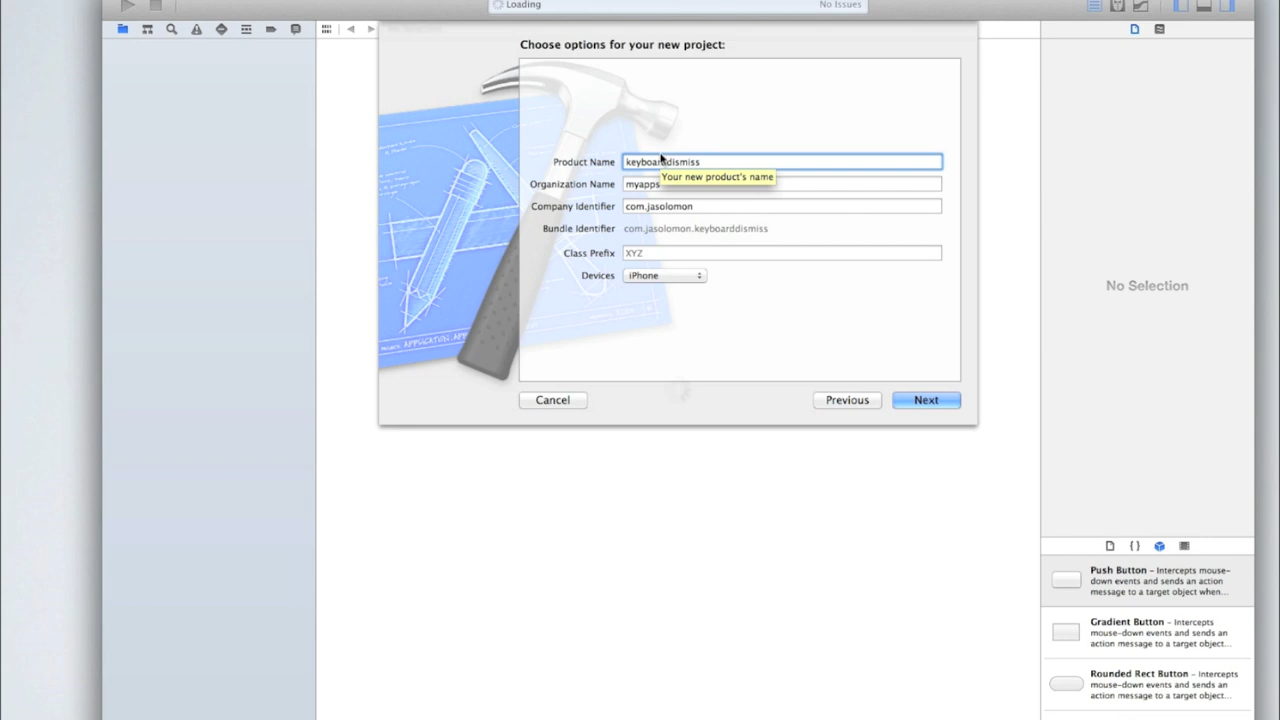 Loading
No Issues
Choose options for your new project:
Product Name
keyboarddismiss
Your new product's name
Organization Name
myapps
Company Identifier
com.jasolomon
Bundle Identifier
com.jasolomon.keyboarddismiss
Class Prefix
XYZ
Devices
iPhone
Cancel
Previous
Next
No Selection
{ }
Push Button – Intercepts mouse-
down events and sends an action
message to a target object when...
Gradient Button – Intercepts
mouse-down events and sends an
action message to a target object...
Rounded Rect Button – Intercepts
mouse-down events and sends an
action message to a target object...